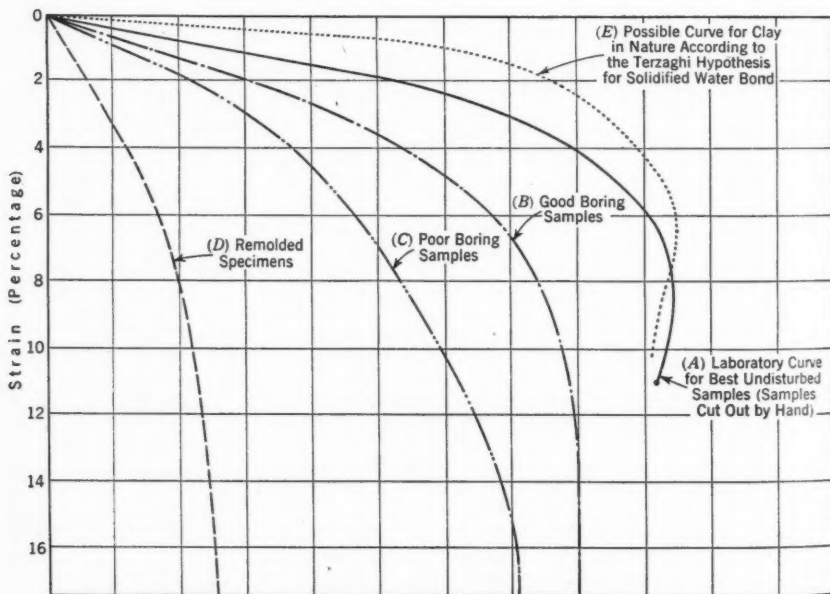 0
2
4
6
8
10
12
14
16
Strain (Percentage)
(E) Possible Curve for Clay
in Nature According to
the Terzaghi Hypothesis
for Solidified Water Bond
(B) Good Boring
Samples
(D) Remolded
Specimens
(C) Poor Boring
Samples
(A) Laboratory Curve
for Best Undisturbed
Samples (Samples
Cut Out by Hand)